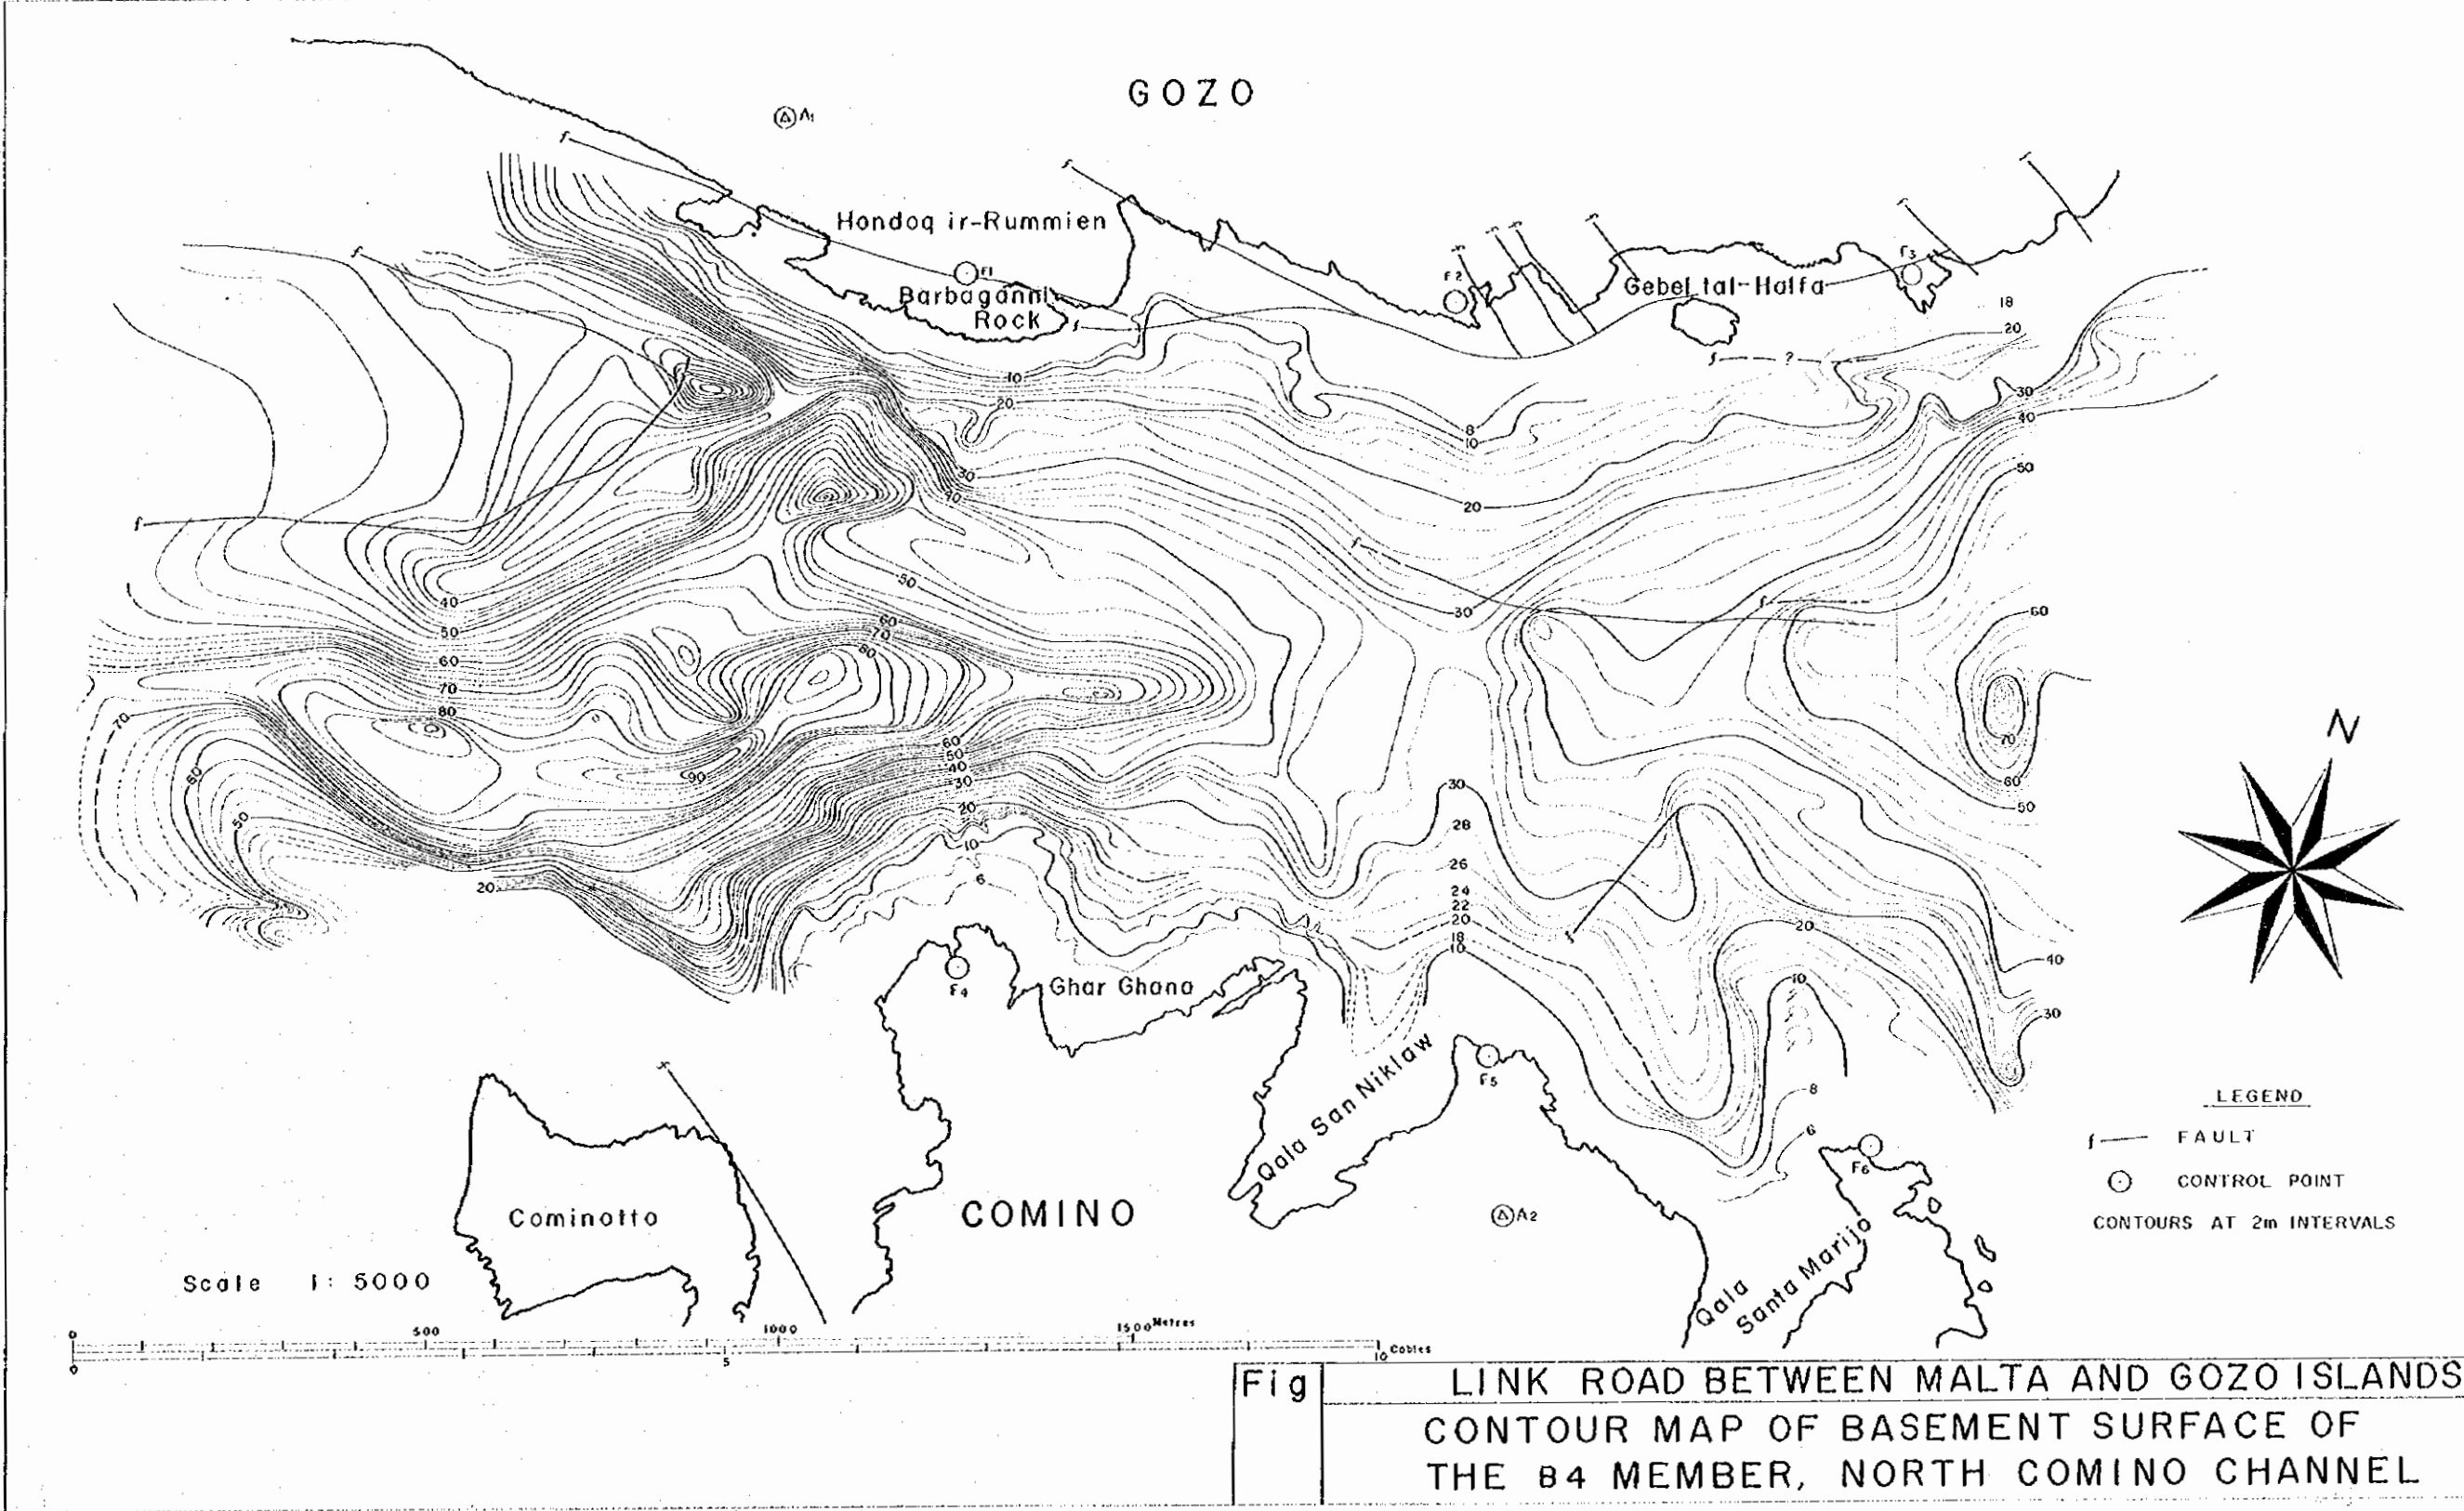 GOZO
A1
f
f
f
f
f
f
f
f
f
f
Hondoq ir-Rummien
F1
F2
F3
Barbaganni
Rock
f
Gebel tal-Halfa
18
20
f ?
10
20
30
40
8
10
20
30
40
50
f
f
50
f
30
60
40
50
60
70
80
60
70
80
70
60
50
90
60
50
40
30
20
10
6
20
30
28
26
24
22
20
18
10
f
70
60
50
20
10
40
30
8
6
N
F4
Ghar Ghana
Qala San Niklaw
F5
F6
f
Cominotto
COMINO
A2
Qala
Santa Marija
LEGEND
f FAULT
CONTROL POINT
CONTOURS AT 2m INTERVALS
Scale 1: 5000
0 500 1000 1500 Metres
0 5 10 Cables
Fig
LINK ROAD BETWEEN MALTA AND GOZO ISLANDS
CONTOUR MAP OF BASEMENT SURFACE OF
THE B4 MEMBER, NORTH COMINO CHANNEL